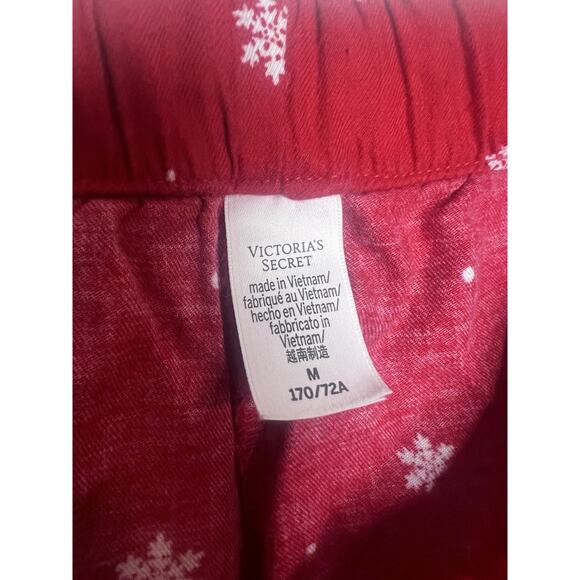 VICTORIA'S
SECRET
made in Vietnam/
fabriqué au Vietnam/
hecho en Vietnam/
fabbricato in
Vietnam/
越南制造
M
170/72A